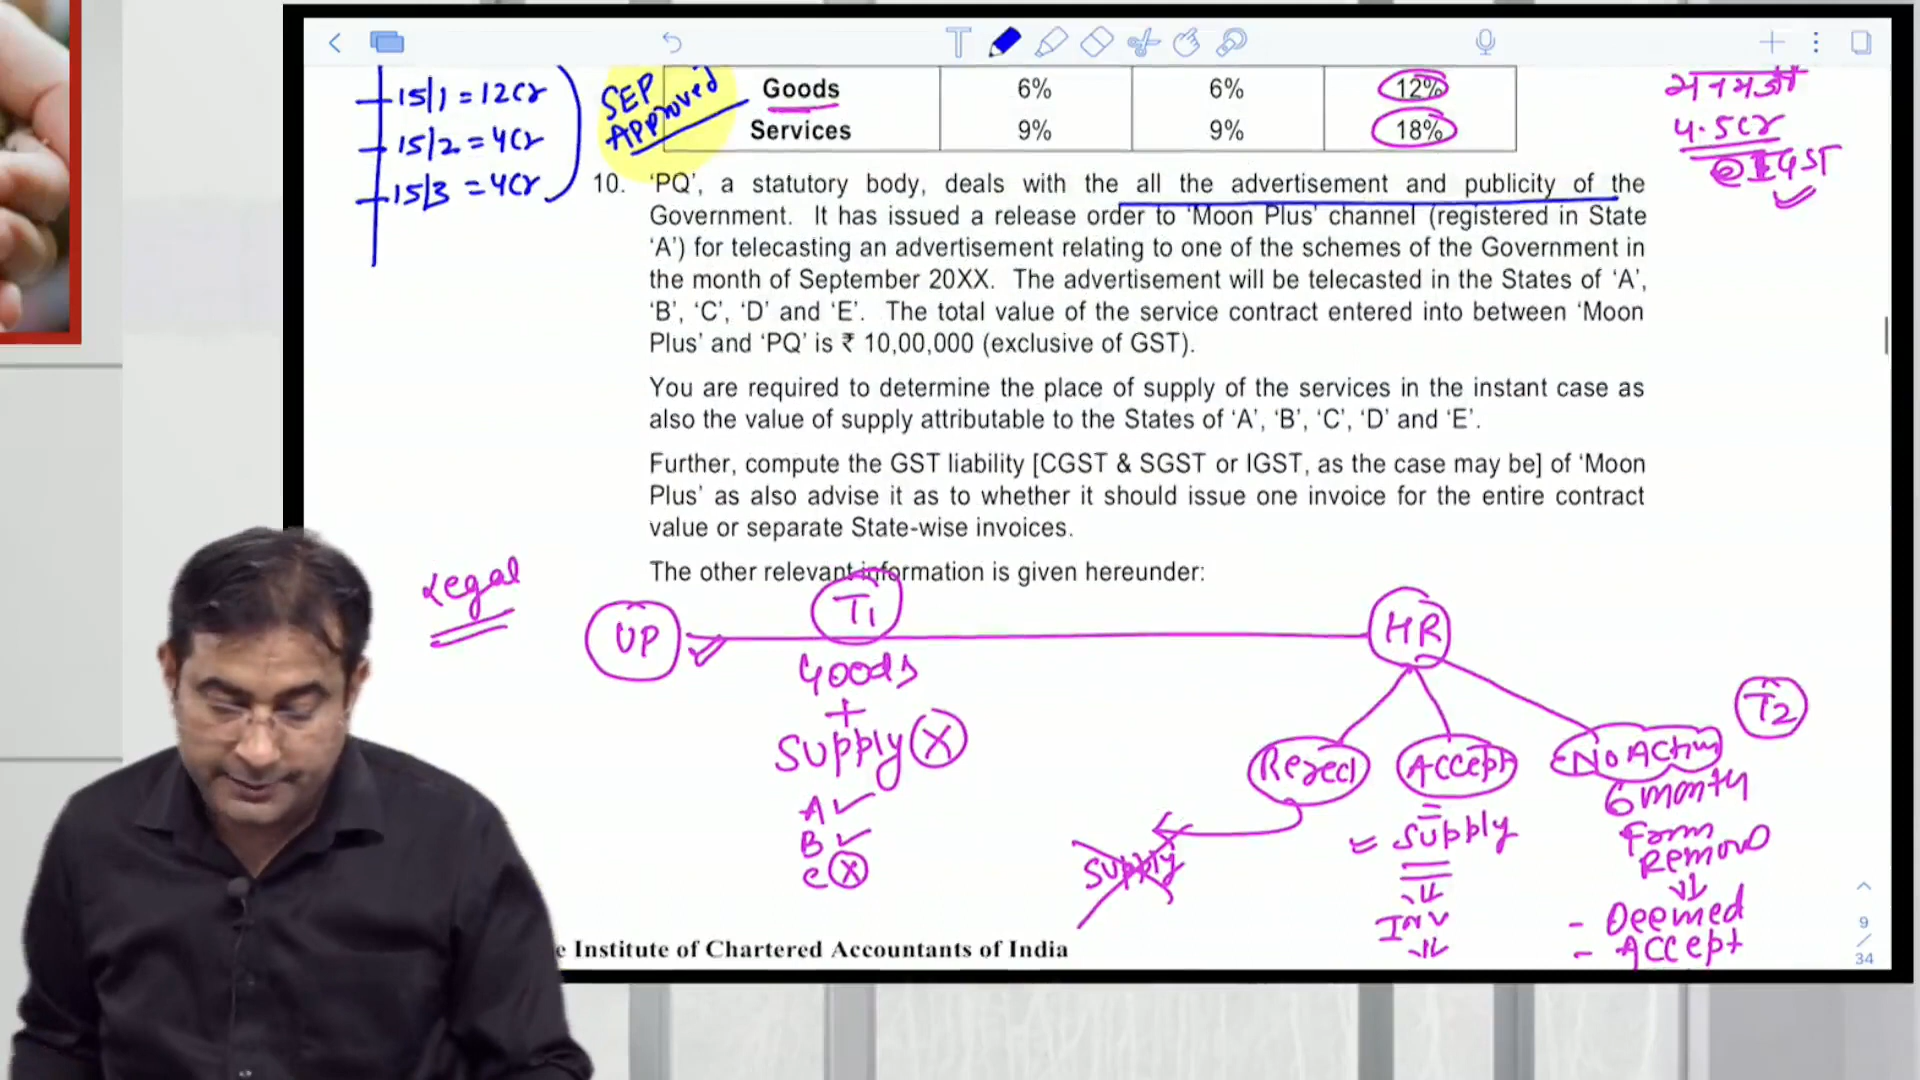 15/1 = 12Cr
15/2 = 4Cr
15/3 = 4Cr
SEP
Approved
Goods 6% 6% 12%
Services 9% 9% 18%
4.5Cr
@IGST
10. 'PQ', a statutory body, deals with the all the advertisement and publicity of the
Government. It has issued a release order to 'Moon Plus' channel (registered in State
'A') for telecasting an advertisement relating to one of the schemes of the Government in
the month of September 20XX. The advertisement will be telecasted in the States of 'A',
'B', 'C', 'D' and 'E'. The total value of the service contract entered into between 'Moon
Plus' and 'PQ' is ₹ 10,00,000 (exclusive of GST).
You are required to determine the place of supply of the services in the instant case as
also the value of supply attributable to the States of 'A', 'B', 'C', 'D' and 'E'.
Further, compute the GST liability [CGST & SGST or IGST, as the case may be] of 'Moon
Plus' as also advise it as to whether it should issue one invoice for the entire contract
value or separate State-wise invoices.
The other relevant information is given hereunder:
Legal
UP
T1
HR
Goods
+
Supply X
A ✓
B ✓
C X
T2
Reject
Accept
No Action
Supply
= Supply
Inv
6 month
From
Removal
- Deemed
- Accept
e Institute of Chartered Accountants of India
9
/
34